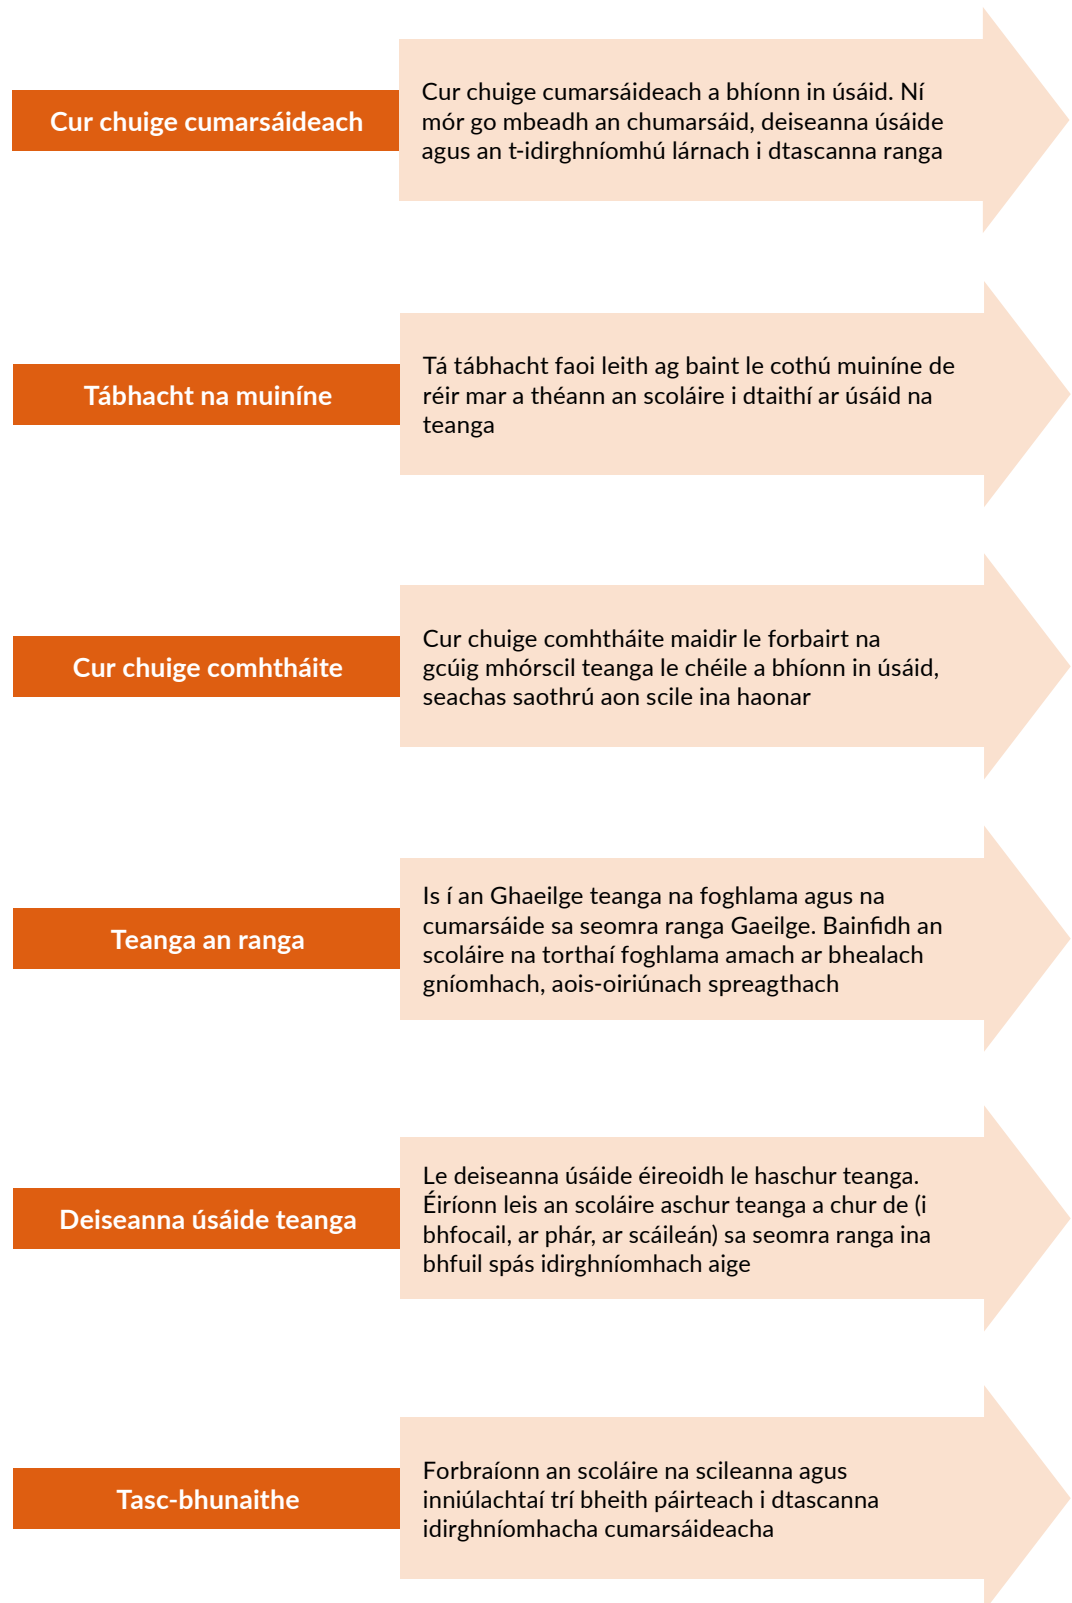 Cur chuige cumarsáideach
Cur chuige cumarsáideach a bhíonn in úsáid. Ní
mór go mbeadh an chumarsáid, deiseanna úsáide
agus an t-idirghníomhú lárnach i dtascanna ranga
Tábhacht na muiníne
Tá tábhacht faoi leith ag baint le cothú muiníne de
réir mar a théann an scoláire i dtaithí ar úsáid na
teanga
Cur chuige comhtháite
Cur chuige comhtháite maidir le forbairt na
gcúig mhórscil teanga le chéile a bhíonn in úsáid,
seachas saothrú aon scile ina haonar
Teanga an ranga
Is í an Ghaeilge teanga na foghlama agus na
cumarsáide sa seomra ranga Gaeilge. Bainfidh an
scoláire na torthaí foghlama amach ar bhealach
gníomhach, aois-oiriúnach spreagthach
Deiseanna úsáide teanga
Le deiseanna úsáide éireoidh le haschur teanga.
Éiríonn leis an scoláire aschur teanga a chur de (i
bhfocail, ar phár, ar scáileán) sa seomra ranga ina
bhfuil spás idirghníomhach aige
Tasc-bhunaithe
Forbraíonn an scoláire na scileanna agus
inniúlachtaí trí bheith páirteach i dtascanna
idirghníomhacha cumarsáideacha